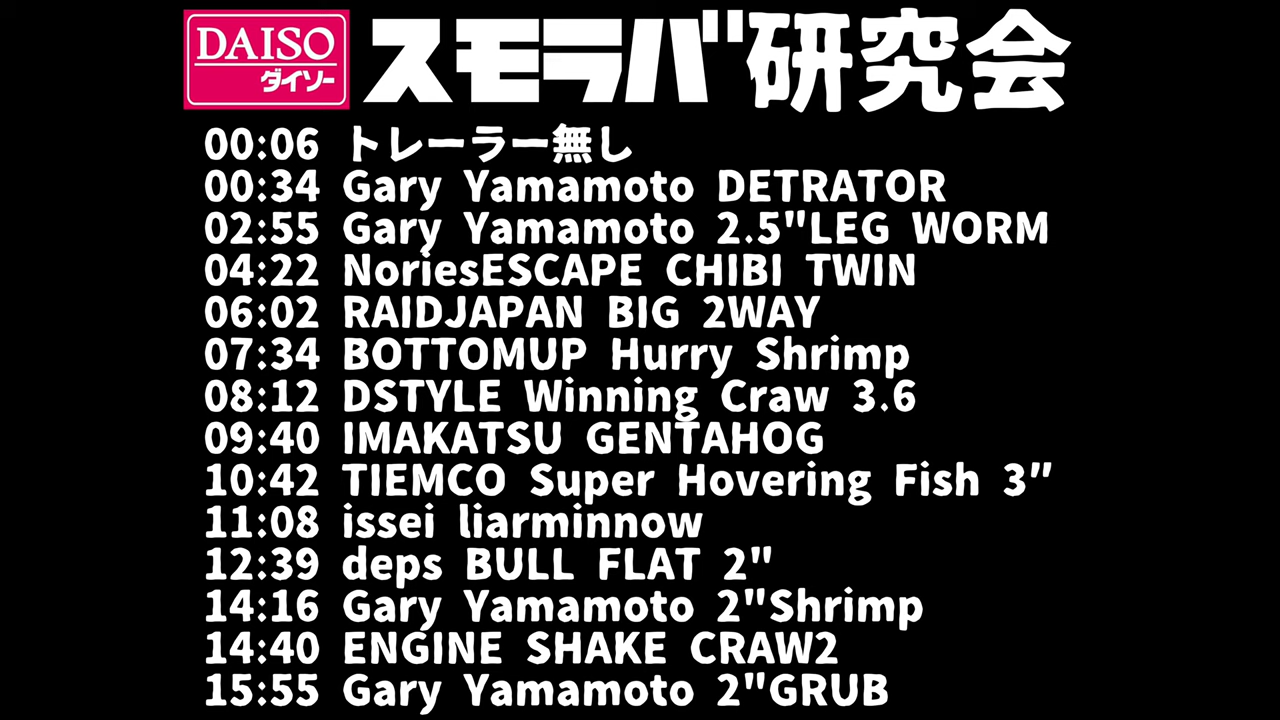 DAISO
ダイソー
スモラバ研究会
00:06 トレーラー無し
00:34 Gary Yamamoto DETRATOR
02:55 Gary Yamamoto 2.5"LEG WORM
04:22 NoriesESCAPE CHIBI TWIN
06:02 RAIDJAPAN BIG 2WAY
07:34 BOTTOMUP Hurry Shrimp
08:12 DSTYLE Winning Craw 3.6
09:40 IMAKATSU GENTAHOG
10:42 TIEMCO Super Hovering Fish 3"
11:08 issei liarminnow
12:39 deps BULL FLAT 2"
14:16 Gary Yamamoto 2"Shrimp
14:40 ENGINE SHAKE CRAW2
15:55 Gary Yamamoto 2"GRUB